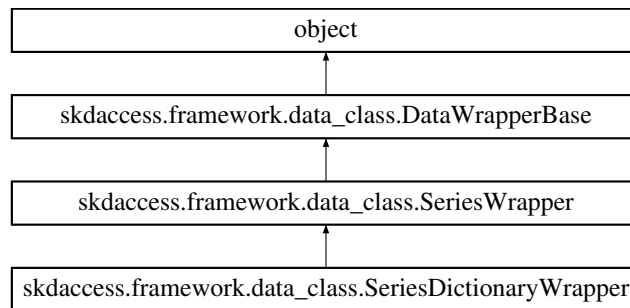 object
skdaccess.framework.data_class.DataWrapperBase
skdaccess.framework.data_class.SeriesWrapper
skdaccess.framework.data_class.SeriesDictionaryWrapper